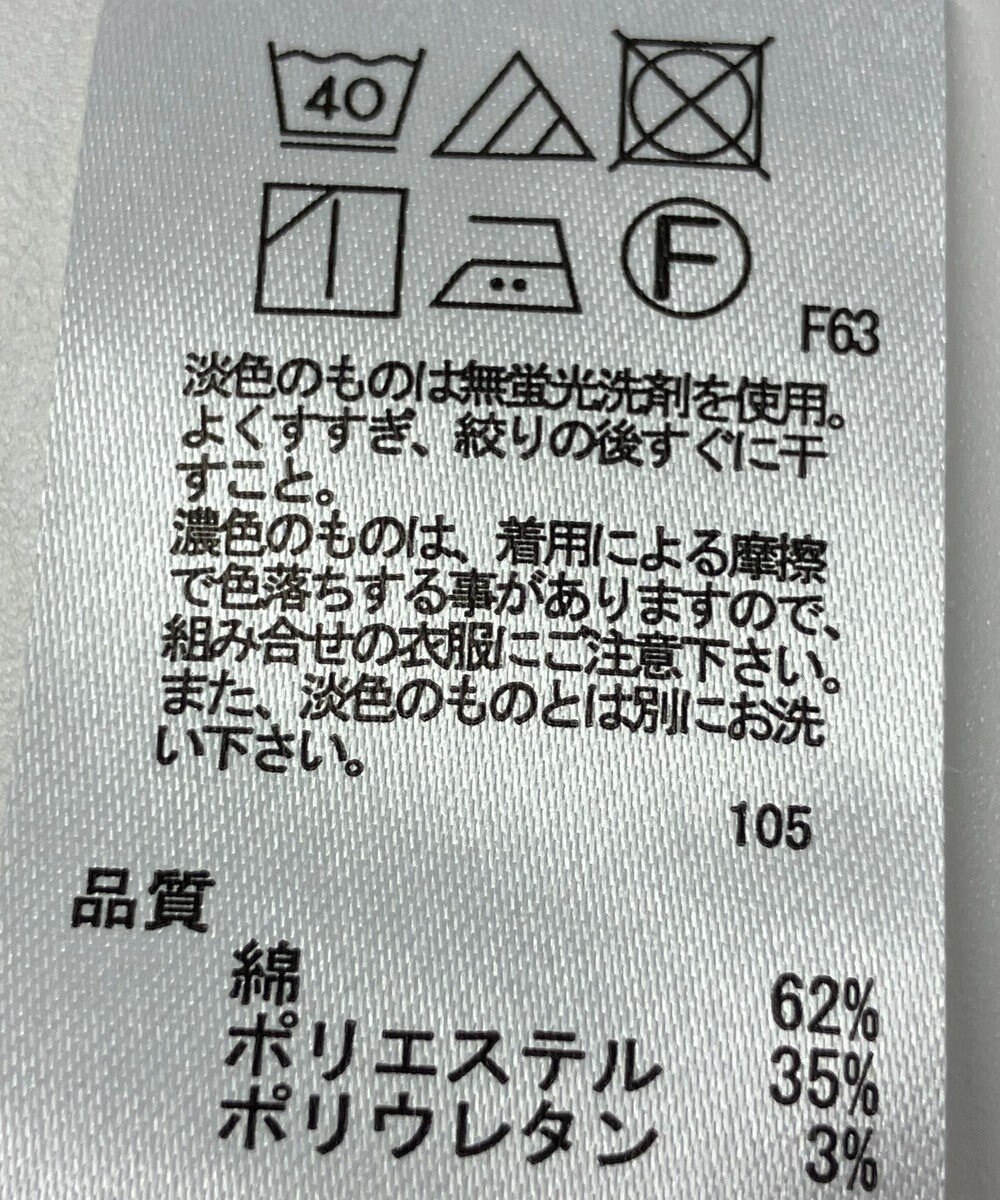 40
F
F63
淡色のものは無蛍光洗剤を使用。
よくすすぎ、絞りの後すぐに干
すこと。
濃色のものは、着用による摩擦
で色落ちする事がありますので、
組み合せの衣服にご注意下さい。
また、淡色のものとは別にお洗
い下さい。
105
品質
綿 62%
ポリエステル 35%
ポリウレタン 3%